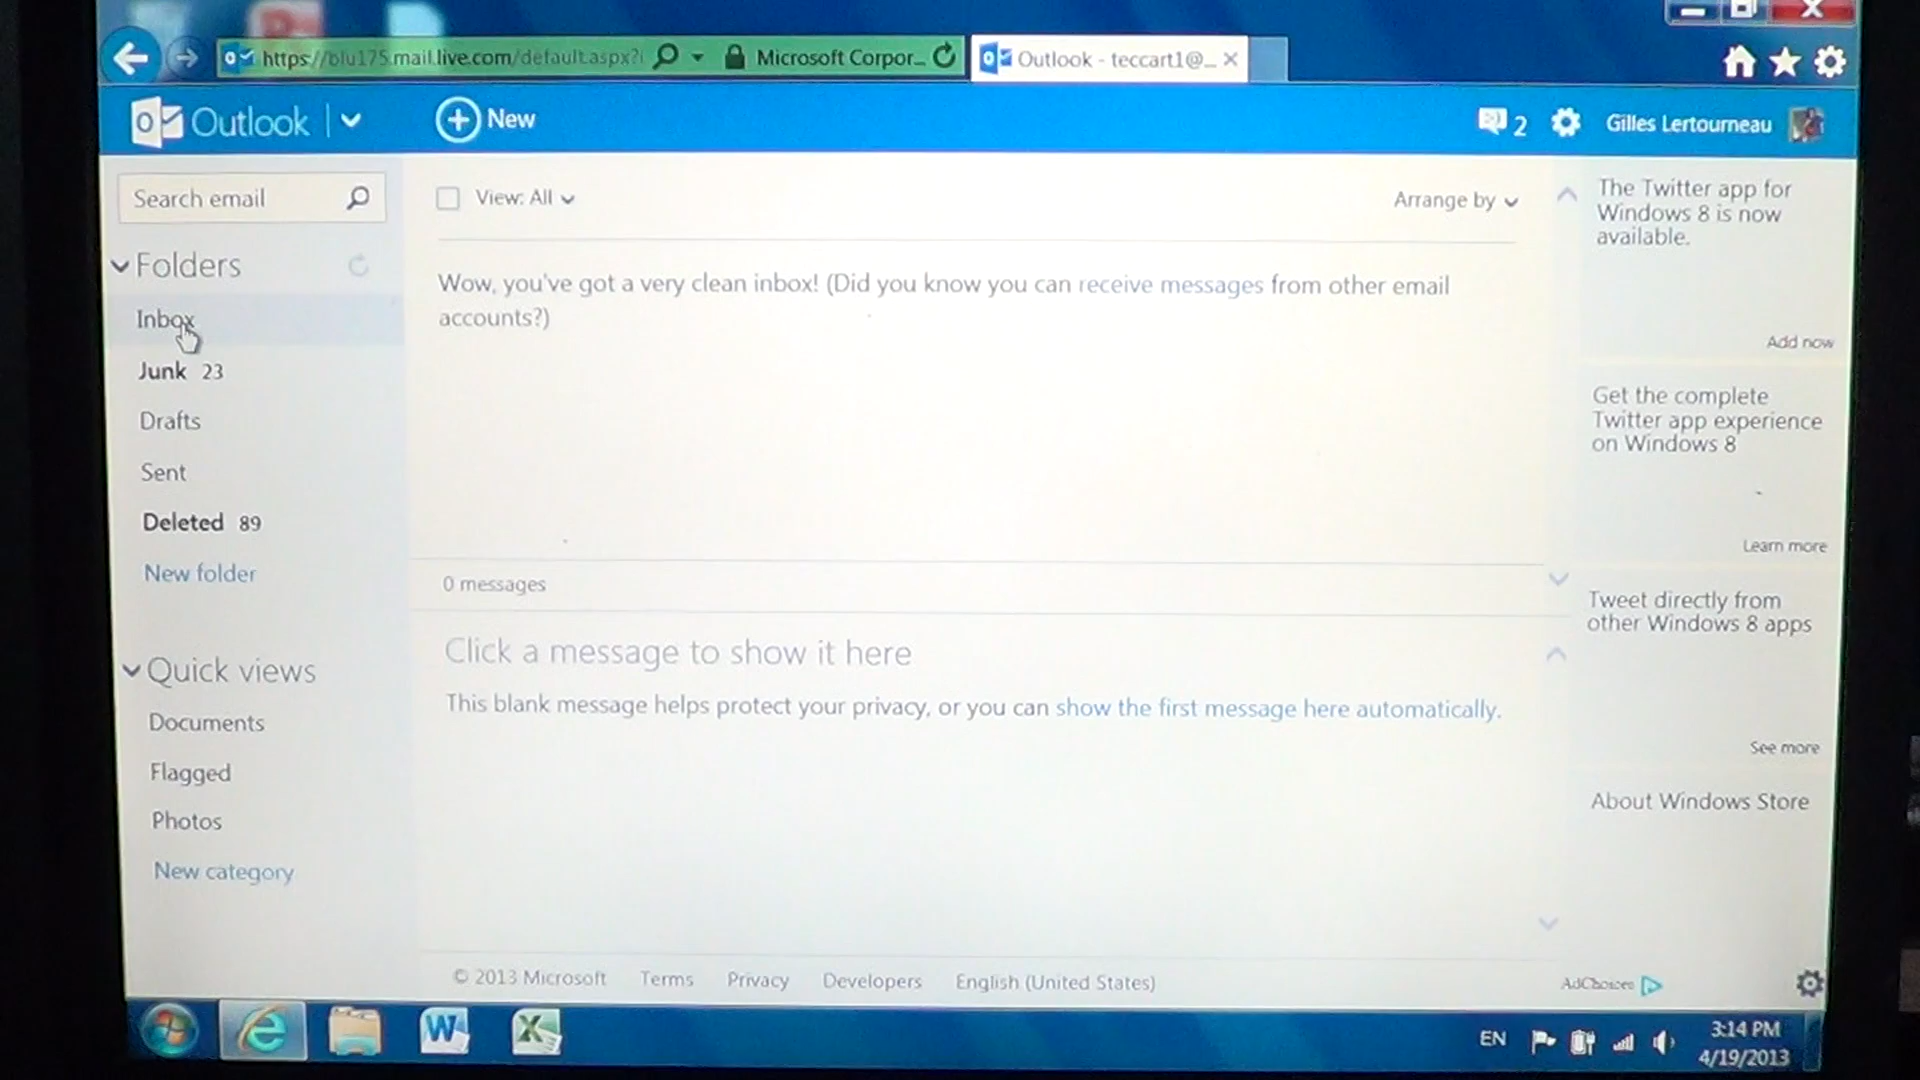 https://blu175.mail.live.com/default.aspx?i
Microsoft Corpor...
Outlook - teccart1@...
Outlook
New
2
Gilles Lertourneau
Search email
Folders
Inbox
Junk 23
Drafts
Sent
Deleted 89
New folder
Quick views
Documents
Flagged
Photos
New category
View: All
Arrange by
Wow, you've got a very clean inbox! (Did you know you can receive messages from other email
accounts?)
0 messages
Click a message to show it here
This blank message helps protect your privacy, or you can show the first message here automatically.
The Twitter app for
Windows 8 is now
available.
Add now
Get the complete
Twitter app experience
on Windows 8
Learn more
Tweet directly from
other Windows 8 apps
See more
About Windows Store
© 2013 Microsoft Terms Privacy Developers English (United States)
AdChoices
EN
3:14 PM
4/19/2013